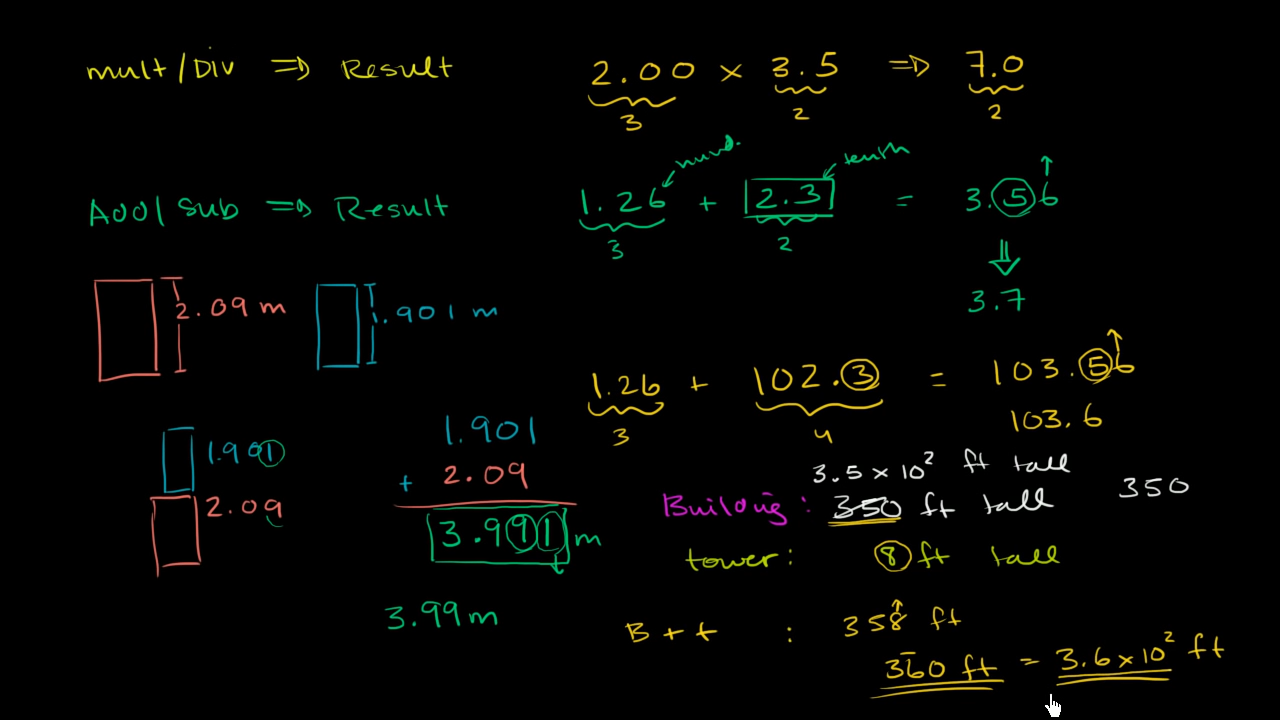 mult/Div ⇒ Result 2.00 × 3.5 ⇒ 7.0
3 2 2
hund. tenth
Add/Sub ⇒ Result 1.26 + 2.3 = 3.56
3 2
3.7
2.09 m 1.901 m
1.26 + 102.3 = 103.56
3 4
103.6
1.901 1.901
2.09 + 2.09
3.991 m
3.99 m
3.5 × 10² ft tall
Building: 350 ft tall 350
tower: 8 ft tall
B + t : 358 ft
360 ft = 3.6 × 10² ft